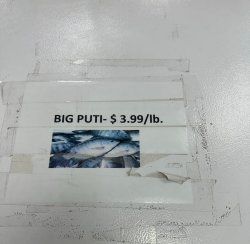 BIG PUTI- $ 3.99/lb.